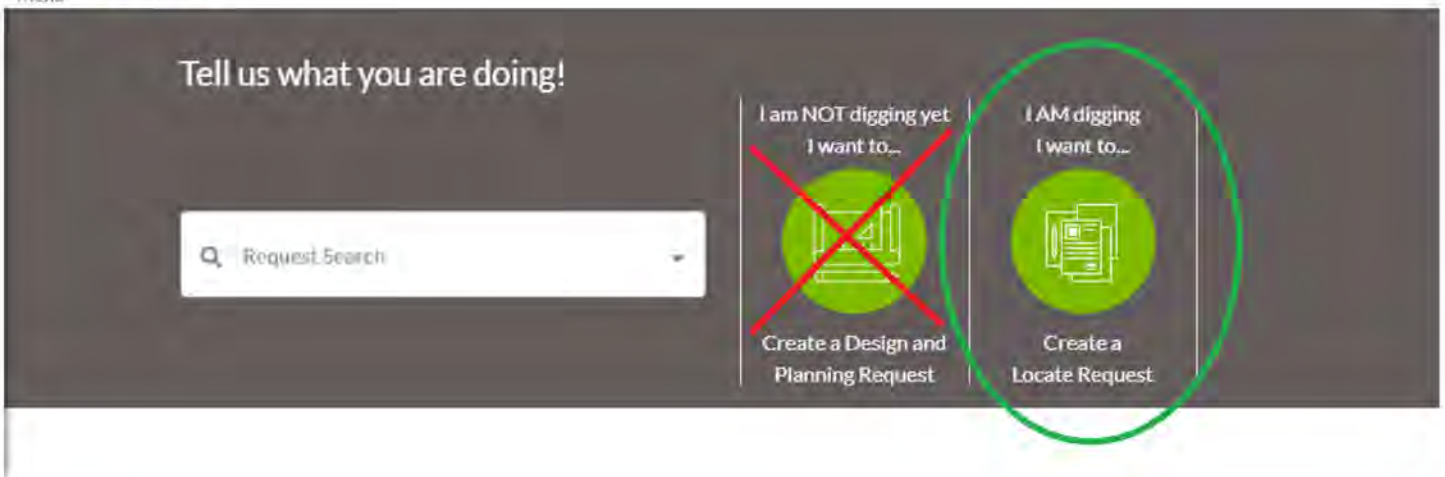 Tell us what you are doing!
I am NOT digging yet
I want to...
I AM digging
I want to...
Request Search
Create a Design and
Planning Request
Create a
Locate Request